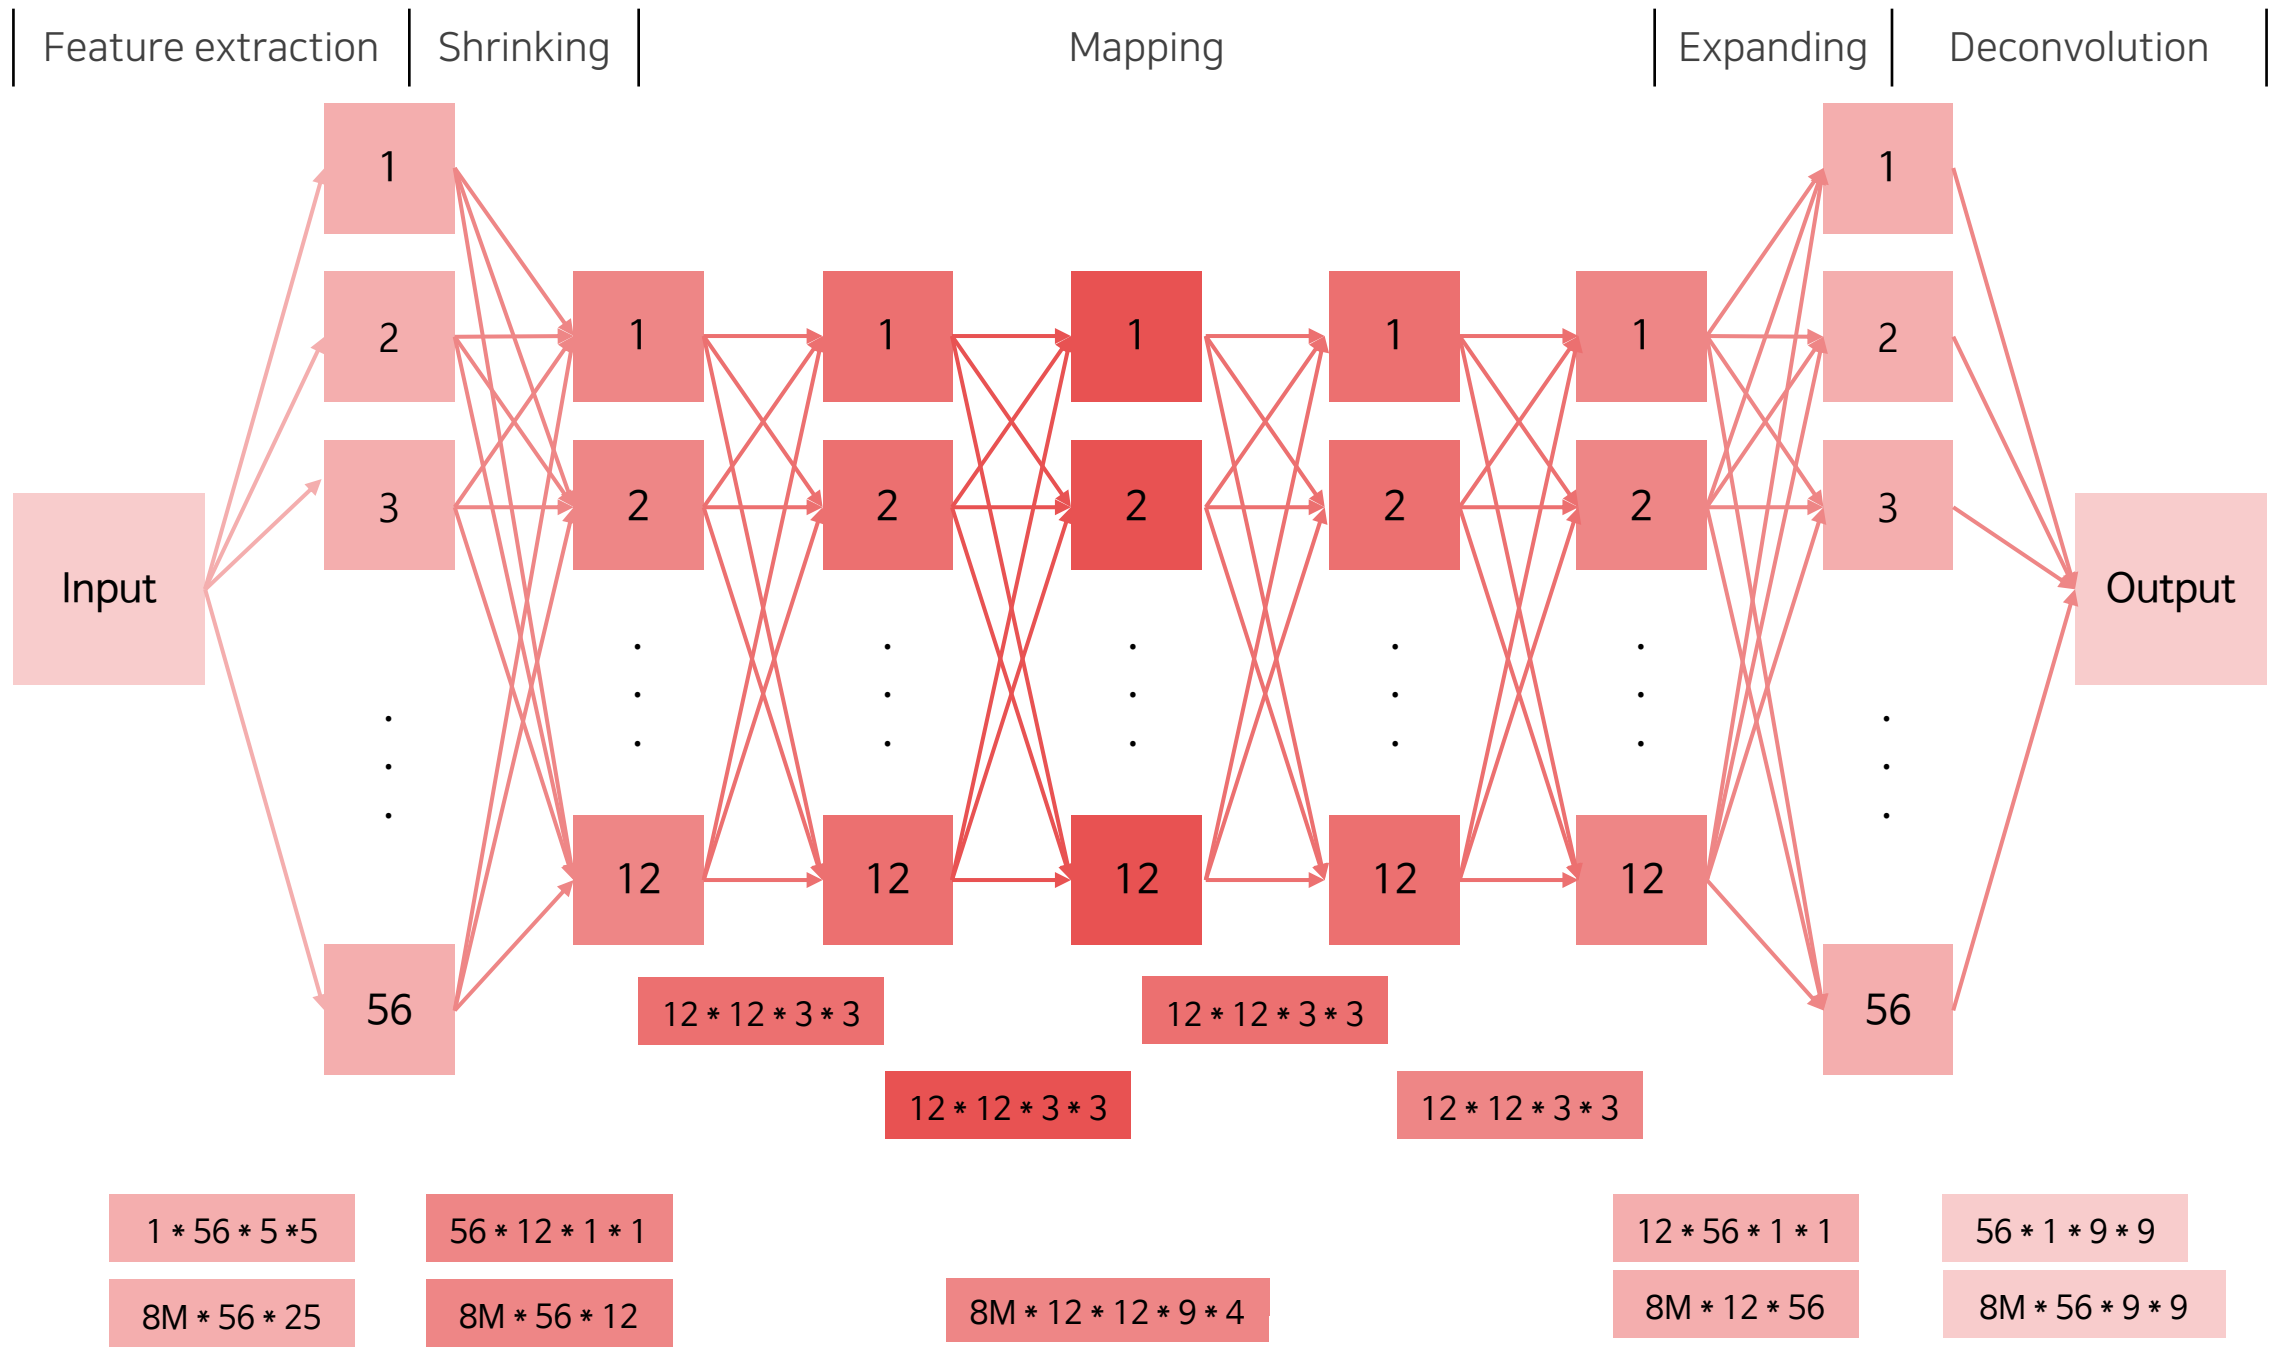 Feature extraction
Shrinking
Mapping
Expanding
Deconvolution
Input
1
2
3
.
.
.
56
1
2
.
.
.
12
1
2
.
.
.
12
1
2
.
.
.
12
1
2
.
.
.
12
1
2
.
.
.
12
1
2
3
.
.
.
56
Output
12 * 12 * 3 * 3
12 * 12 * 3 * 3
12 * 12 * 3 * 3
12 * 12 * 3 * 3
1 * 56 * 5 *5
56 * 12 * 1 * 1
12 * 56 * 1 * 1
56 * 1 * 9 * 9
8M * 56 * 25
8M * 56 * 12
8M * 12 * 12 * 9 * 4
8M * 12 * 56
8M * 56 * 9 * 9